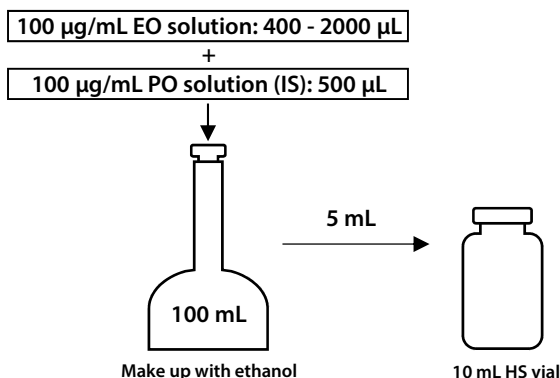 100 µg/mL EO solution: 400 - 2000 µL
+
100 µg/mL PO solution (IS): 500 µL
5 mL
100 mL
Make up with ethanol
10 mL HS vial